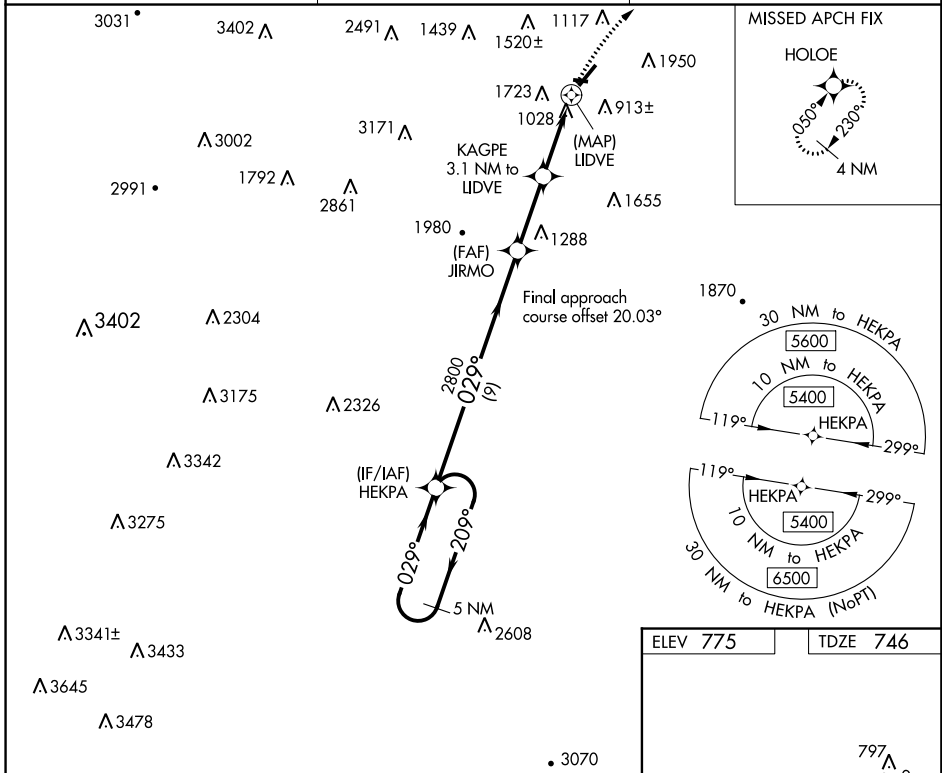 3031
3402
2491
1439
1520±
1117
1950
MISSED APCH FIX
HOLOE
050°
230°
4 NM
1723
1028
913±
(MAP)
LIDVE
3171
3002
KAGPE
3.1 NM to
LIDVE
2991
1792
2861
1655
1980
1288
(FAF)
JIRMO
Final approach
course offset 20.03°
3402
2304
2800
029°
(9)
3175
2326
3342
(IF/IAF)
HEKPA
3275
029°
209°
5 NM
2608
3341±
3433
3645
3478
3070
1870
30 NM to HEKPA
5600
10 NM to HEKPA
5400
119°
HEKPA
299°
119°
HEKPA
299°
5400
10 NM to HEKPA
6500
30 NM to HEKPA (NoPT)
ELEV 775
TDZE 746
797